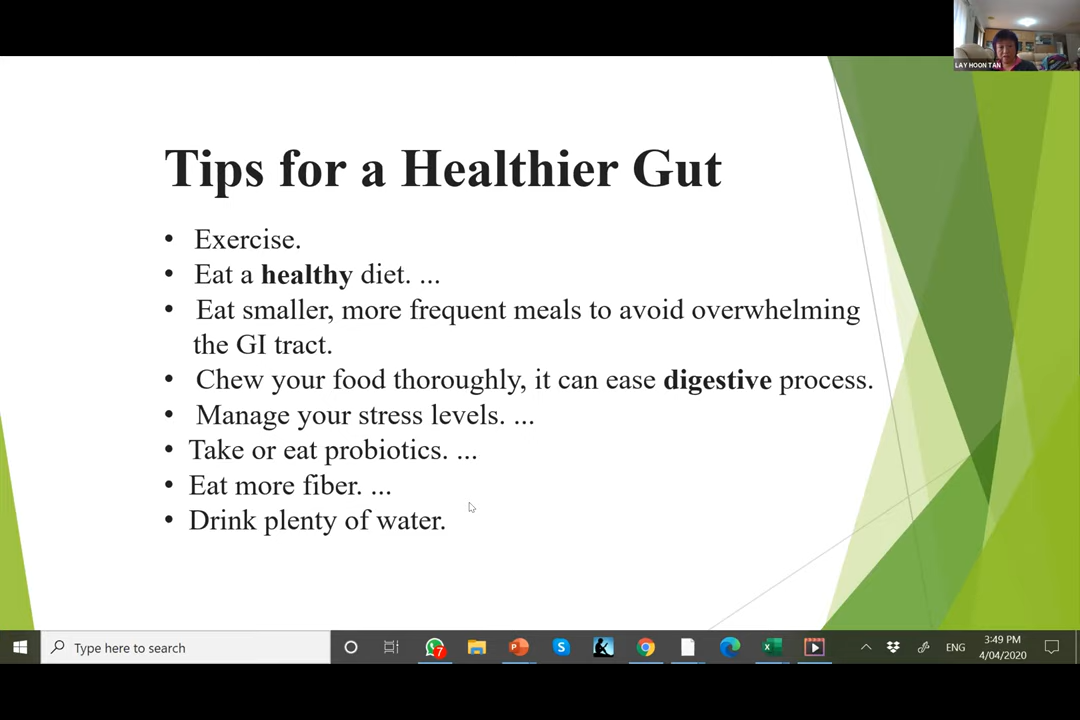 LAY HOON TAN
Tips for a Healthier Gut
• Exercise.
• Eat a healthy diet. ...
• Eat smaller, more frequent meals to avoid overwhelming
the GI tract.
• Chew your food thoroughly, it can ease digestive process.
• Manage your stress levels. ...
• Take or eat probiotics. ...
• Eat more fiber. ...
• Drink plenty of water.
Type here to search
7
ENG
3:49 PM
4/04/2020